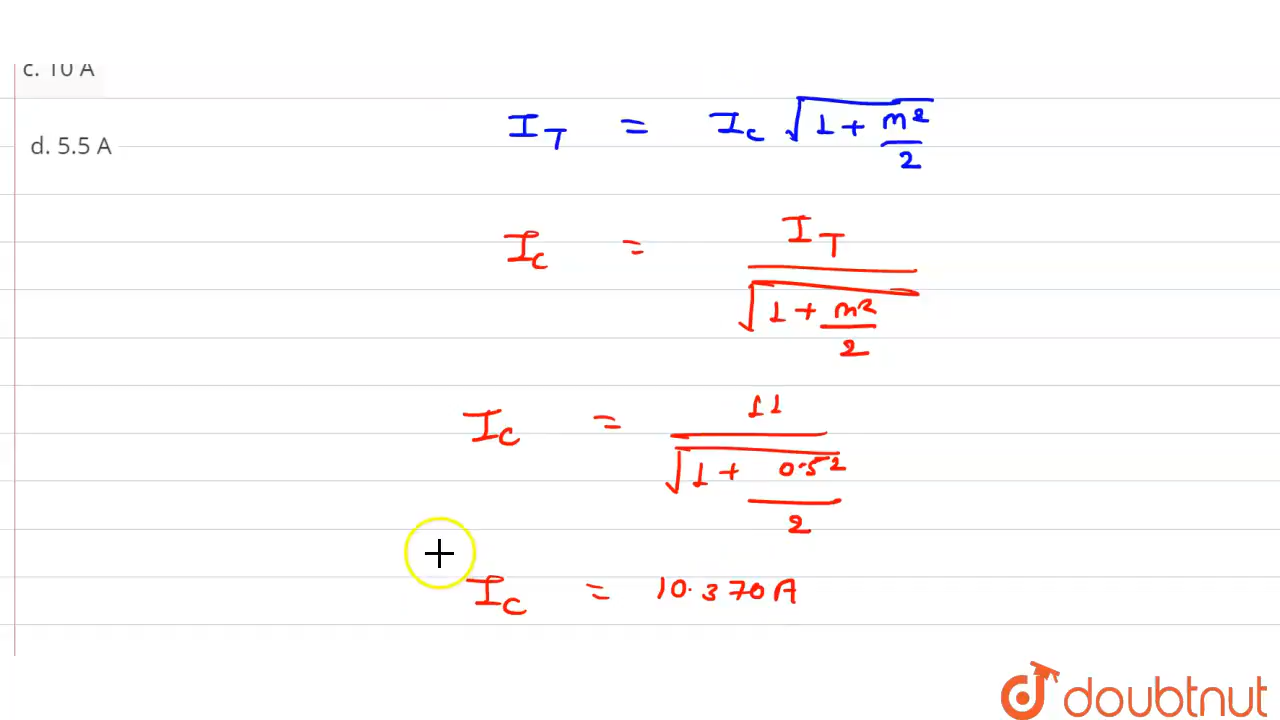 c. 10 A
I_T = I_c √(1 + m²/2)
d. 5.5 A
I_c = I_T / √(1 + m²/2)
I_c = 11 / √(1 + 0.5²/2)
I_c = 10.370 A
doubtnut